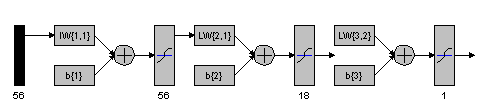 IW{1,1}
LW{2,1}
LW{3,2}
b{1}
b{2}
b{3}
56
56
18
1